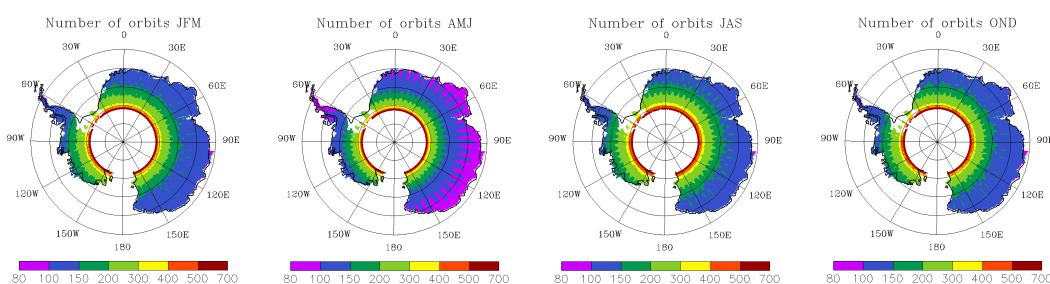 Number of orbits JFM
0
30W 30E
60W 60E
90W 90E
120W 120E
150W 150E
180
80 100 150 200 300 400 500 700
Number of orbits AMJ
0
30W 30E
60W 60E
90W 90E
120W 120E
150W 150E
180
80 100 150 200 300 400 500 700
Number of orbits JAS
0
30W 30E
60W 60E
90W 90E
120W 120E
150W 150E
180
80 100 150 200 300 400 500 700
Number of orbits OND
0
30W 30E
60W 60E
90W 90E
120W 120E
150W 150E
180
80 100 150 200 300 400 500 700